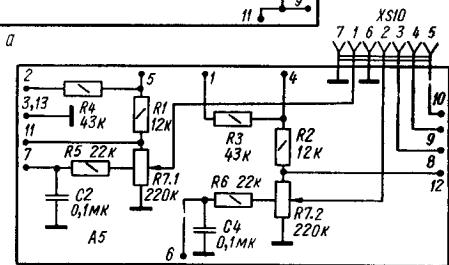 11 9
а
XS10
7 1 6 2 3 4 5
2 5 1 4
R4
43к
R1
12к
3,13
11
7
R5 22к
R7.1
220к
C2
0,1мк
A5
R3
43к
R2
12к
R6 22к
R7.2
220к
C4
0,1мк
6
10
9
8
12